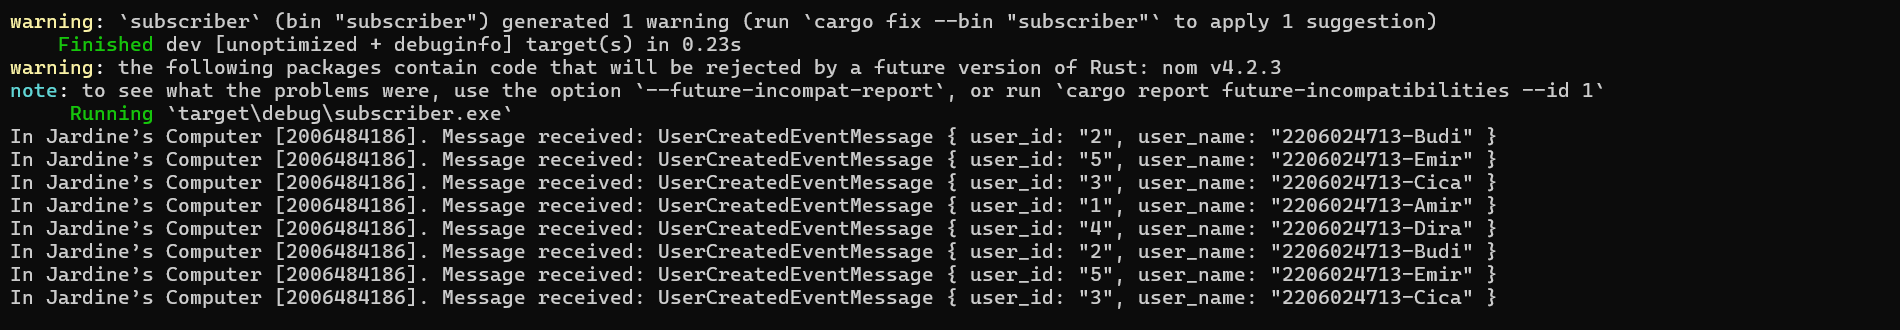 warning: `subscriber` (bin "subscriber") generated 1 warning (run `cargo fix --bin "subscriber"` to apply 1 suggestion)
    Finished dev [unoptimized + debuginfo] target(s) in 0.23s
warning: the following packages contain code that will be rejected by a future version of Rust: nom v4.2.3
note: to see what the problems were, use the option `--future-incompat-report`, or run `cargo report future-incompatibilities --id 1`
     Running `target\debug\subscriber.exe`
In Jardine’s Computer [2006484186]. Message received: UserCreatedEventMessage { user_id: "2", user_name: "2206024713-Budi" }
In Jardine’s Computer [2006484186]. Message received: UserCreatedEventMessage { user_id: "5", user_name: "2206024713-Emir" }
In Jardine’s Computer [2006484186]. Message received: UserCreatedEventMessage { user_id: "3", user_name: "2206024713-Cica" }
In Jardine’s Computer [2006484186]. Message received: UserCreatedEventMessage { user_id: "1", user_name: "2206024713-Amir" }
In Jardine’s Computer [2006484186]. Message received: UserCreatedEventMessage { user_id: "4", user_name: "2206024713-Dira" }
In Jardine’s Computer [2006484186]. Message received: UserCreatedEventMessage { user_id: "2", user_name: "2206024713-Budi" }
In Jardine’s Computer [2006484186]. Message received: UserCreatedEventMessage { user_id: "5", user_name: "2206024713-Emir" }
In Jardine’s Computer [2006484186]. Message received: UserCreatedEventMessage { user_id: "3", user_name: "2206024713-Cica" }